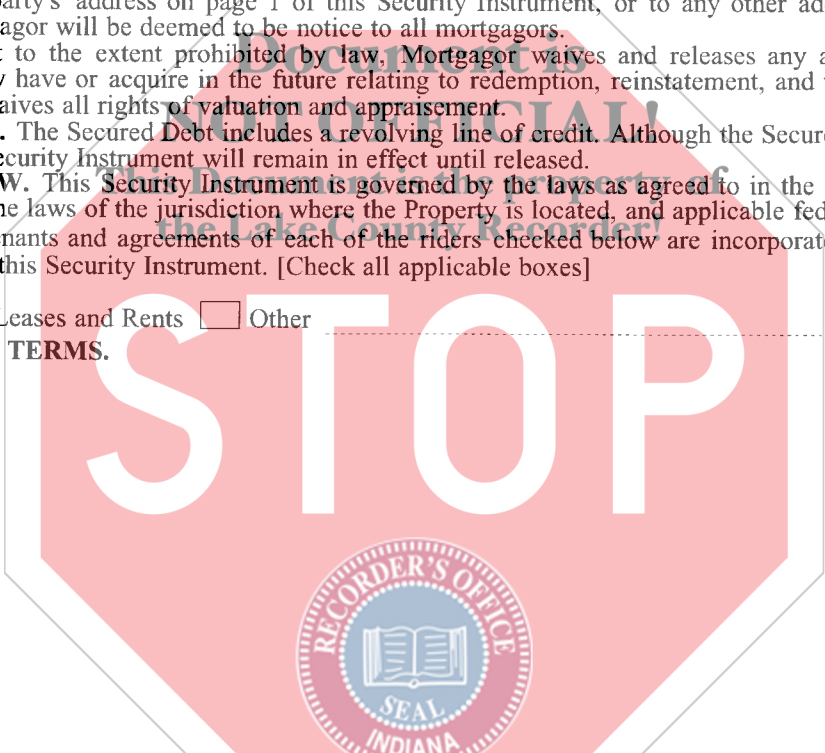 party's address on page 1 of this Security Instrument, or to any other ad
agor will be deemed to be notice to all mortgagors.
t to the extent prohibited by law, Mortgagor waives and releases any a
y have or acquire in the future relating to redemption, reinstatement, and
aives all rights of valuation and appraisement.
. The Secured Debt includes a revolving line of credit. Although the Secur
ecurity Instrument will remain in effect until released.
W. This Security Instrument is governed by the laws as agreed to in the
he laws of the jurisdiction where the Property is located, and applicable fed
nants and agreements of each of the riders checked below are incorporat
this Security Instrument. [Check all applicable boxes]
Leases and Rents Other
TERMS.
Document is
NOT OFFICIAL!
This Document is the property of
the Lake County Recorder!
STOP
RECORDER'S OFFICE
SEAL
INDIANA